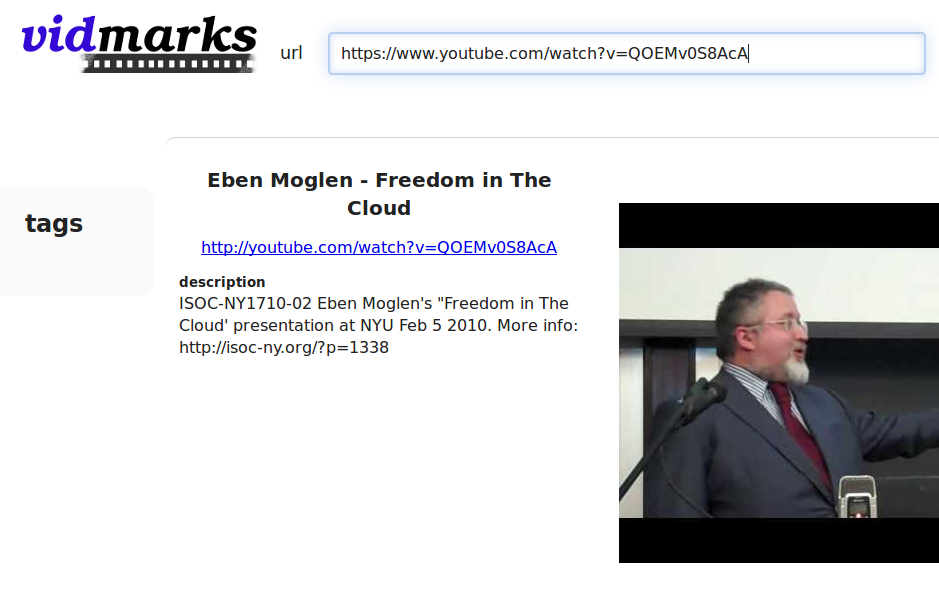 vidmarks
url
https://www.youtube.com/watch?v=QOEMv0S8AcA
Eben Moglen - Freedom in The
Cloud
tags
http://youtube.com/watch?v=QOEMv0S8AcA
description
ISOC-NY1710-02 Eben Moglen's "Freedom in The
Cloud' presentation at NYU Feb 5 2010. More info:
http://isoc-ny.org/?p=1338